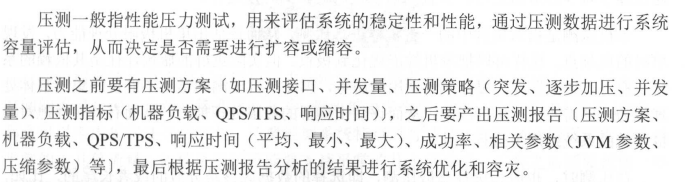 压测一般指性能压力测试，用来评估系统的稳定性和性能，通过压测数据进行系统
容量评估，从而决定是否需要进行扩容或缩容。
压测之前要有压测方案〔如压测接口、并发量、压测策略（突发、逐步加压、并发
量）、压测指标（机器负载、QPS/TPS、响应时间）〕，之后要产出压测报告〔压测方案、
机器负载、QPS/TPS、响应时间（平均、最小、最大）、成功率、相关参数（JVM 参数、
压缩参数）等〕，最后根据压测报告分析的结果进行系统优化和容灾。